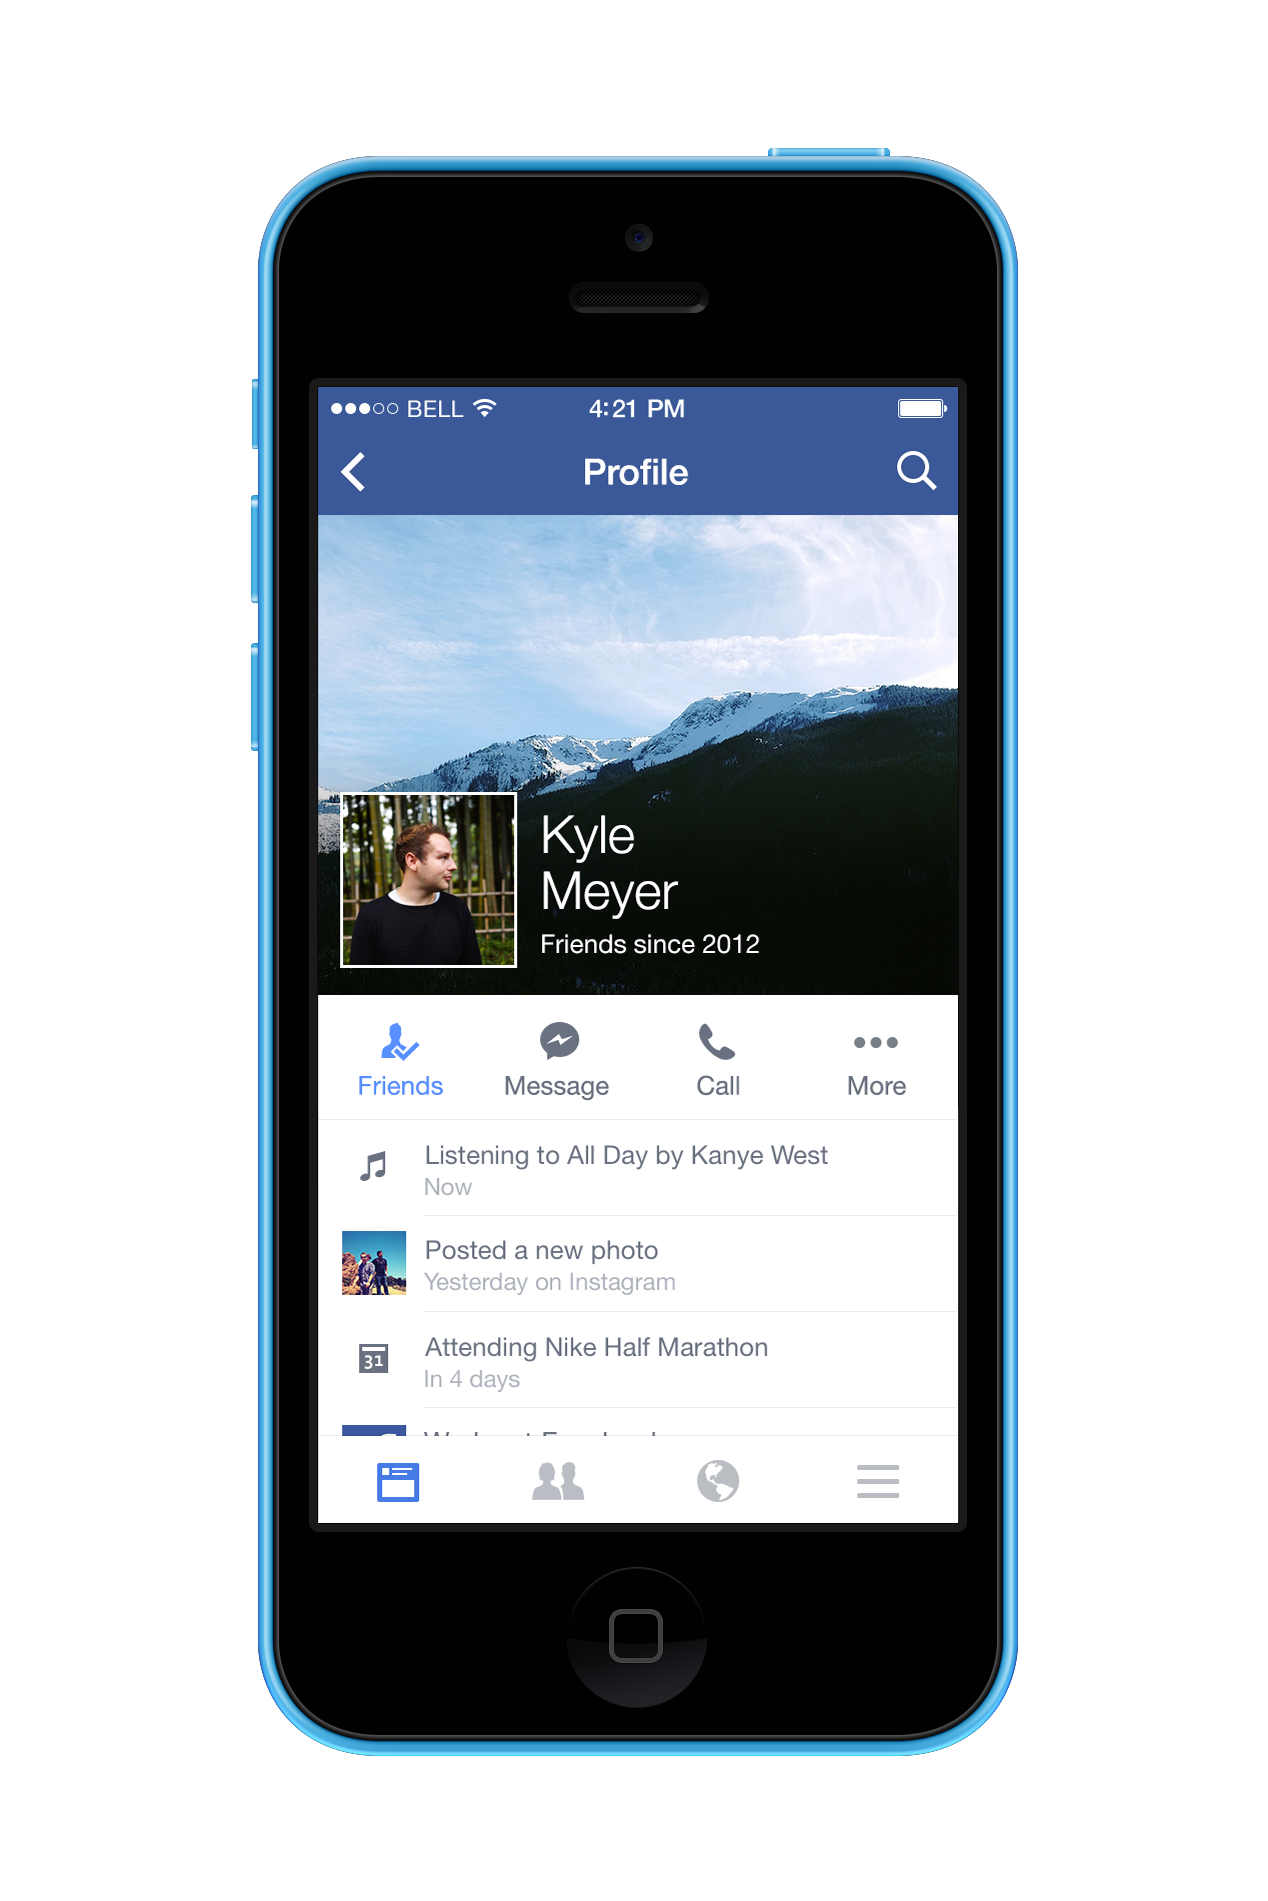 BELL 4:21 PM
Profile
Kyle
Meyer
Friends since 2012
Friends Message Call More
Listening to All Day by Kanye West
Now
Posted a new photo
Yesterday on Instagram
31
Attending Nike Half Marathon
In 4 days